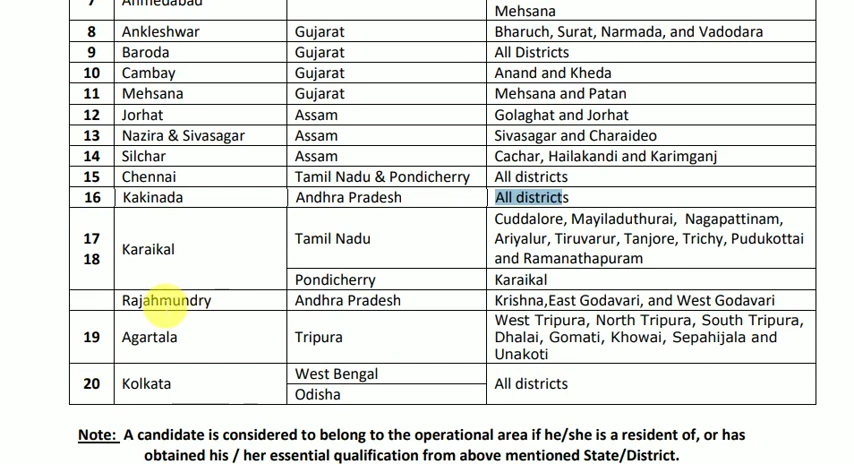 7 Ahmedabad
Mehsana
8 Ankleshwar Gujarat Bharuch, Surat, Narmada, and Vadodara
9 Baroda Gujarat All Districts
10 Cambay Gujarat Anand and Kheda
11 Mehsana Gujarat Mehsana and Patan
12 Jorhat Assam Golaghat and Jorhat
13 Nazira & Sivasagar Assam Sivasagar and Charaideo
14 Silchar Assam Cachar, Hailakandi and Karimganj
15 Chennai Tamil Nadu & Pondicherry All districts
16 Kakinada Andhra Pradesh All districts
17
18
Karaikal
Tamil Nadu
Cuddalore, Mayiladuthurai, Nagapattinam,
Ariyalur, Tiruvarur, Tanjore, Trichy, Pudukottai
and Ramanathapuram
Pondicherry Karaikal
Rajahmundry Andhra Pradesh Krishna,East Godavari, and West Godavari
19 Agartala Tripura
West Tripura, North Tripura, South Tripura,
Dhalai, Gomati, Khowai, Sepahijala and
Unakoti
20 Kolkata
West Bengal
Odisha
All districts
Note: A candidate is considered to belong to the operational area if he/she is a resident of, or has
obtained his / her essential qualification from above mentioned State/District.